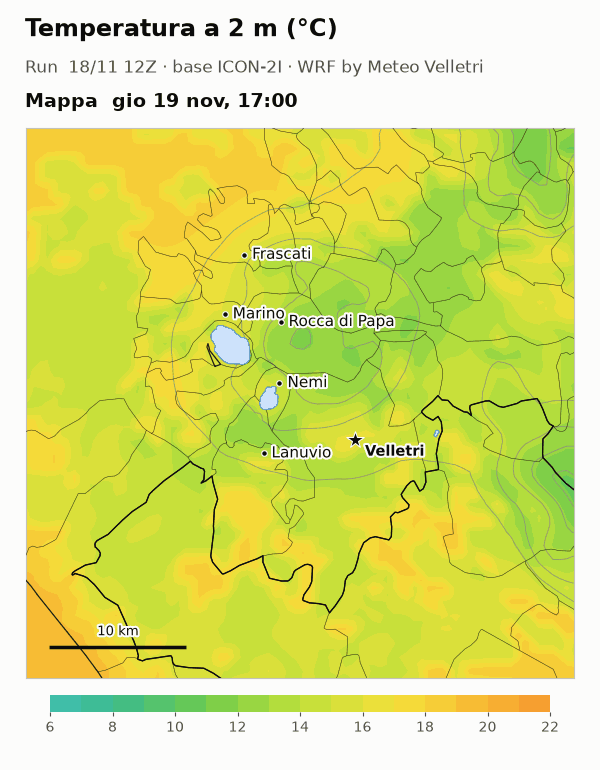 Temperatura a 2 m (°C)
Run  18/11 12Z · base ICON-2I · WRF by Meteo Velletri
Mappa  gio 19 nov, 17:00
Frascati
Marino
Rocca di Papa
Nemi
Lanuvio
Velletri
10 km
6 8 10 12 14 16 18 20 22